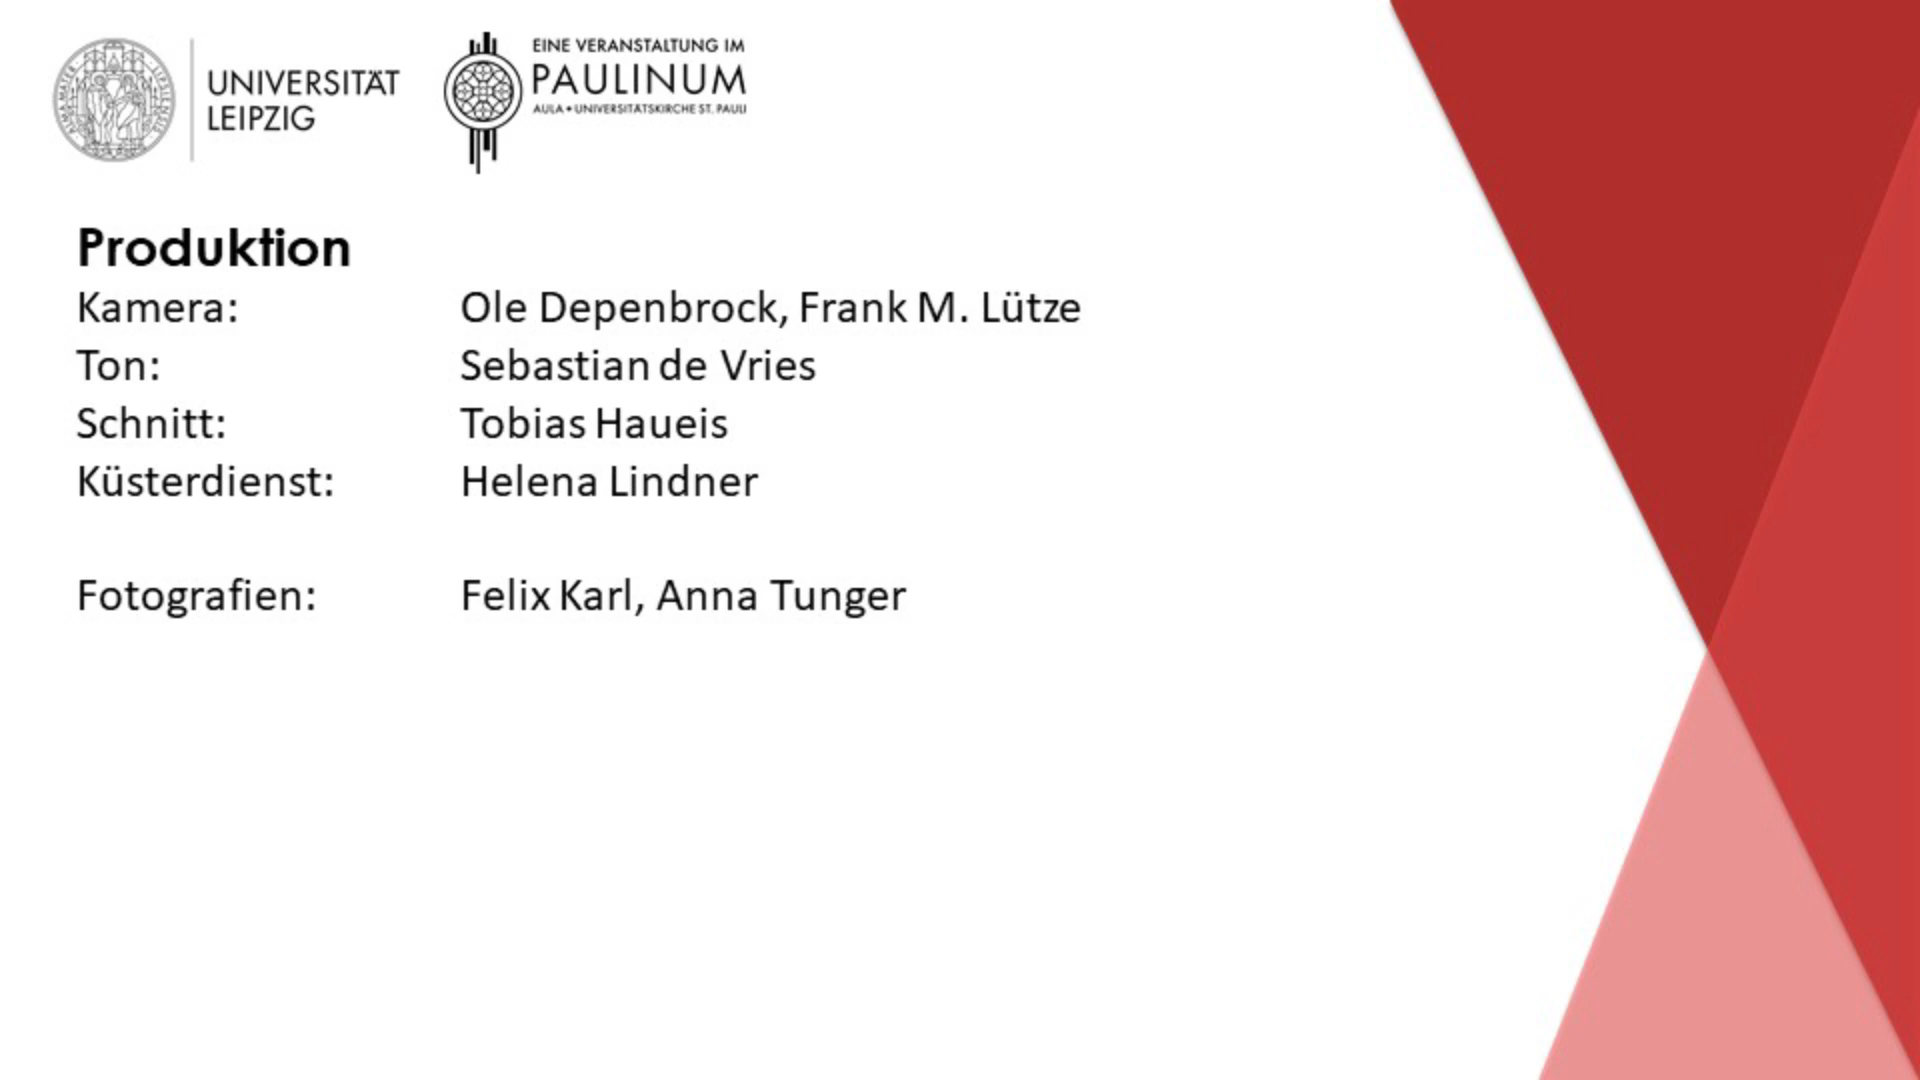 UNIVERSITÄT
LEIPZIG
EINE VERANSTALTUNG IM
PAULINUM
AULA + UNIVERSITÄTSKIRCHE ST. PAULI
Produktion
Kamera: Ole Depenbrock, Frank M. Lütze
Ton: Sebastian de Vries
Schnitt: Tobias Haueis
Küsterdienst: Helena Lindner
Fotografien: Felix Karl, Anna Tunger